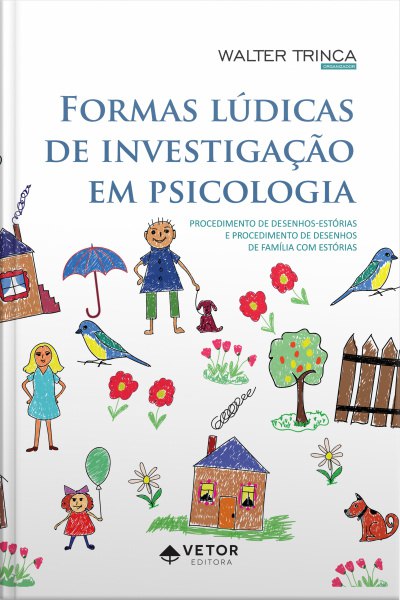 WALTER TRINCA
ORGANIZADOR
FORMAS LÚDICAS
DE INVESTIGAÇÃO
EM PSICOLOGIA
PROCEDIMENTO DE DESENHOS-ESTÓRIAS
E PROCEDIMENTO DE DESENHOS
DE FAMÍLIA COM ESTÓRIAS
VETOR
EDITORA